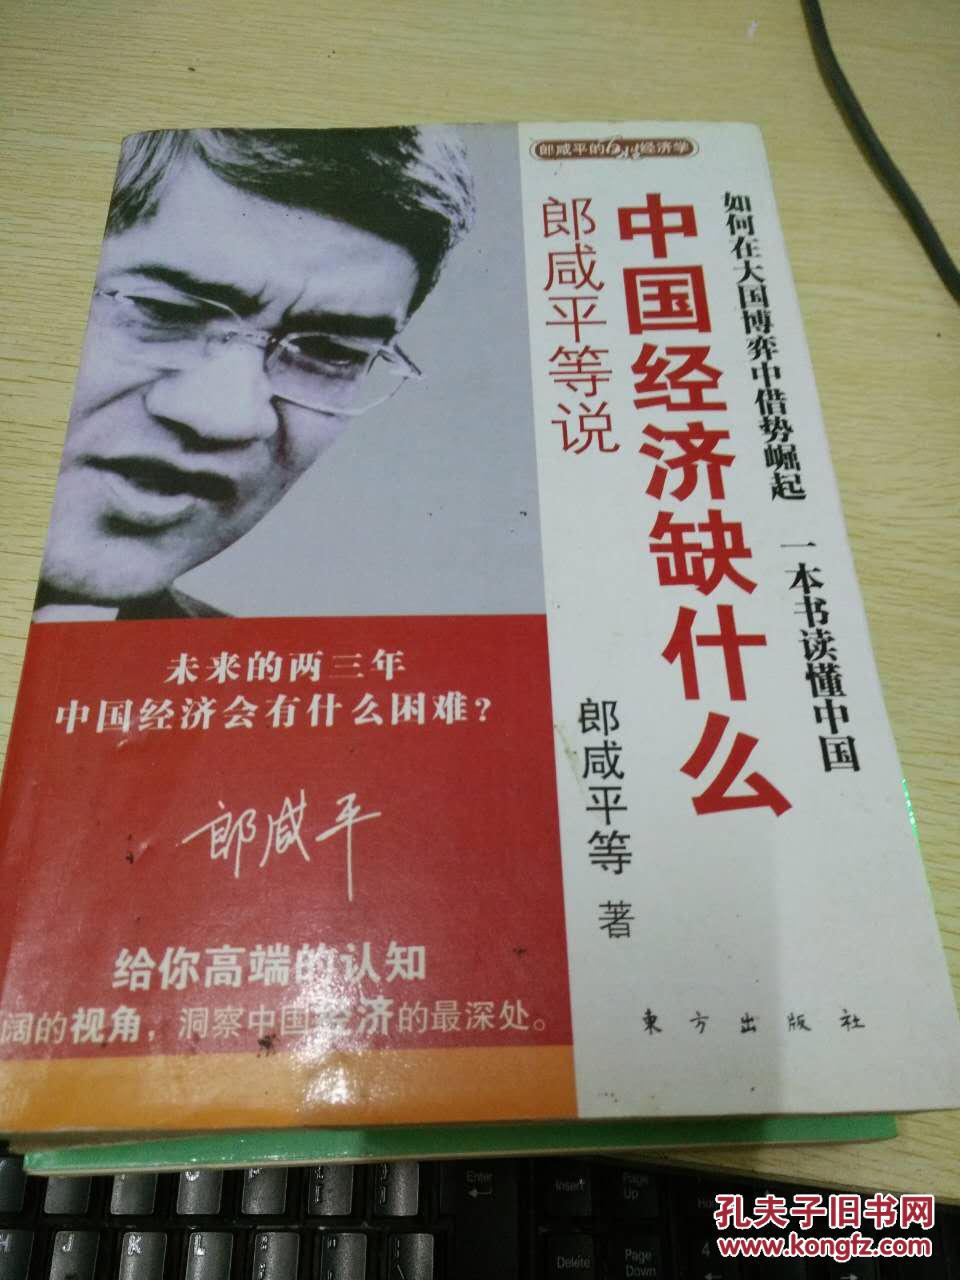 郎咸平的
经济学
如何在大国博弈中借势崛起 一本书读懂中国
中国经济缺什么
郎咸平等说
郎咸平等 著
未来的两三年
中国经济会有什么困难?
郎咸平
给你高端的认知
阔的视角，洞察中国经济的最深处。
東方出版社
Enter
Insert
Page Up
Delete
Page Down
H
J
K
L
4
孔夫子旧书网
www.kongfz.com